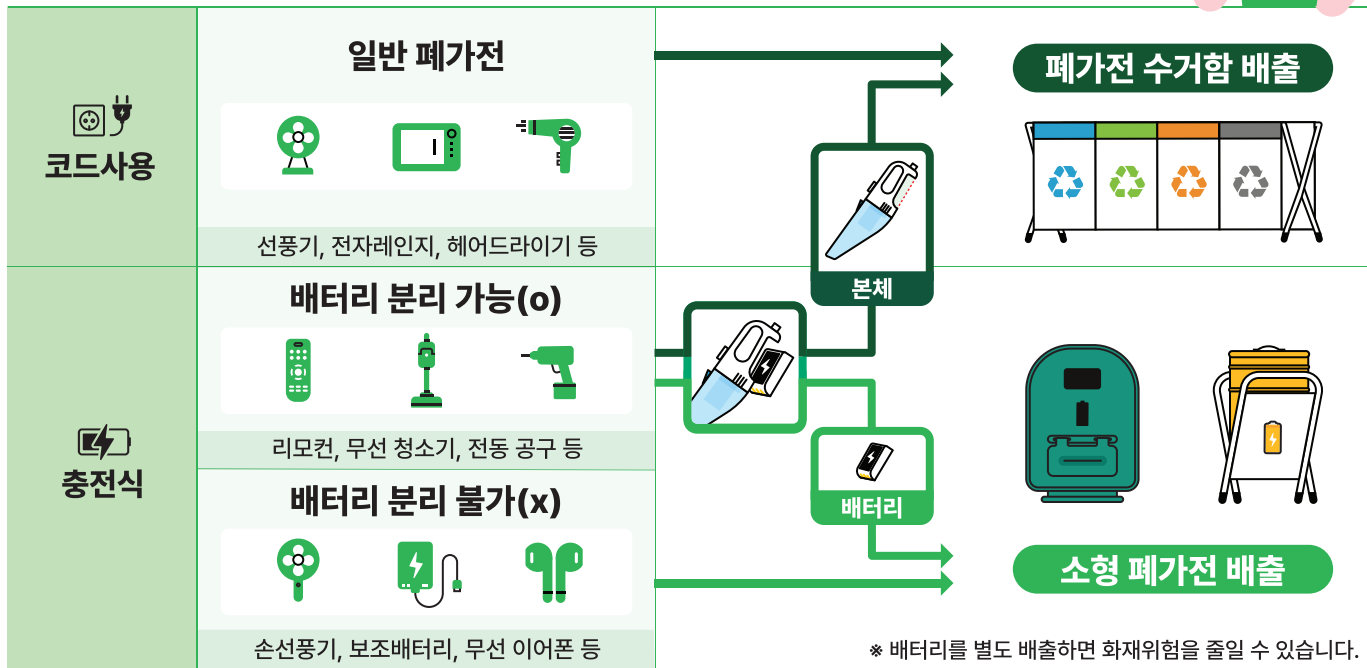 코드사용
일반 폐가전
선풍기, 전자레인지, 헤어드라이기 등
폐가전 수거함 배출
본체
충전식
배터리 분리 가능(o)
리모컨, 무선 청소기, 전동 공구 등
배터리
배터리 분리 불가(x)
손선풍기, 보조배터리, 무선 이어폰 등
소형 폐가전 배출
※ 배터리를 별도 배출하면 화재위험을 줄일 수 있습니다.